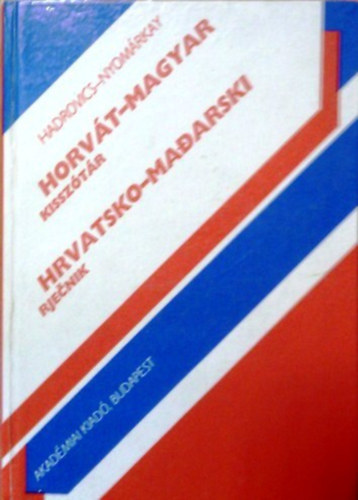 HADROVICS–NYOMÁRKAY
HORVÁT–MAGYAR
KISSZÓTÁR
HRVATSKO–MAĐARSKI
RJEČNIK
AKADÉMIAI KIADÓ, BUDAPEST